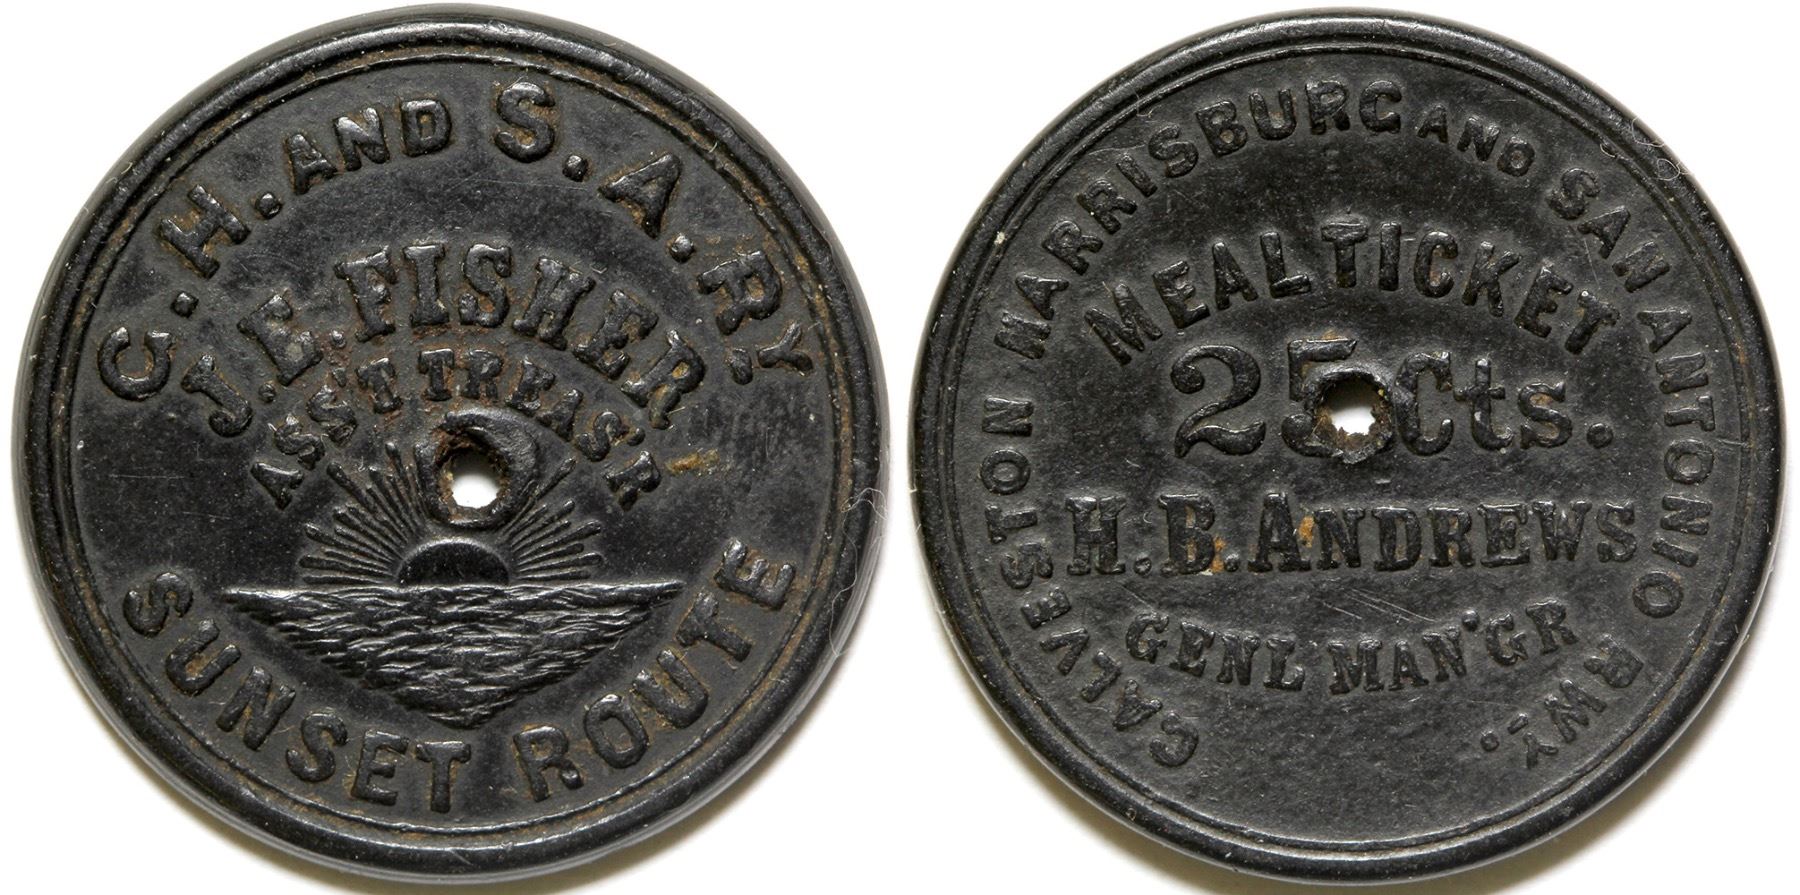 G. H. AND S. A. RY
J. E. FISHER
ASS'T TREAS'R
SUNSET ROUTE
GALVESTON HARRISBURG AND SAN ANTONIO RWY.
MEAL TICKET
25 Cts.
H. B. ANDREWS
GENL MAN'GR